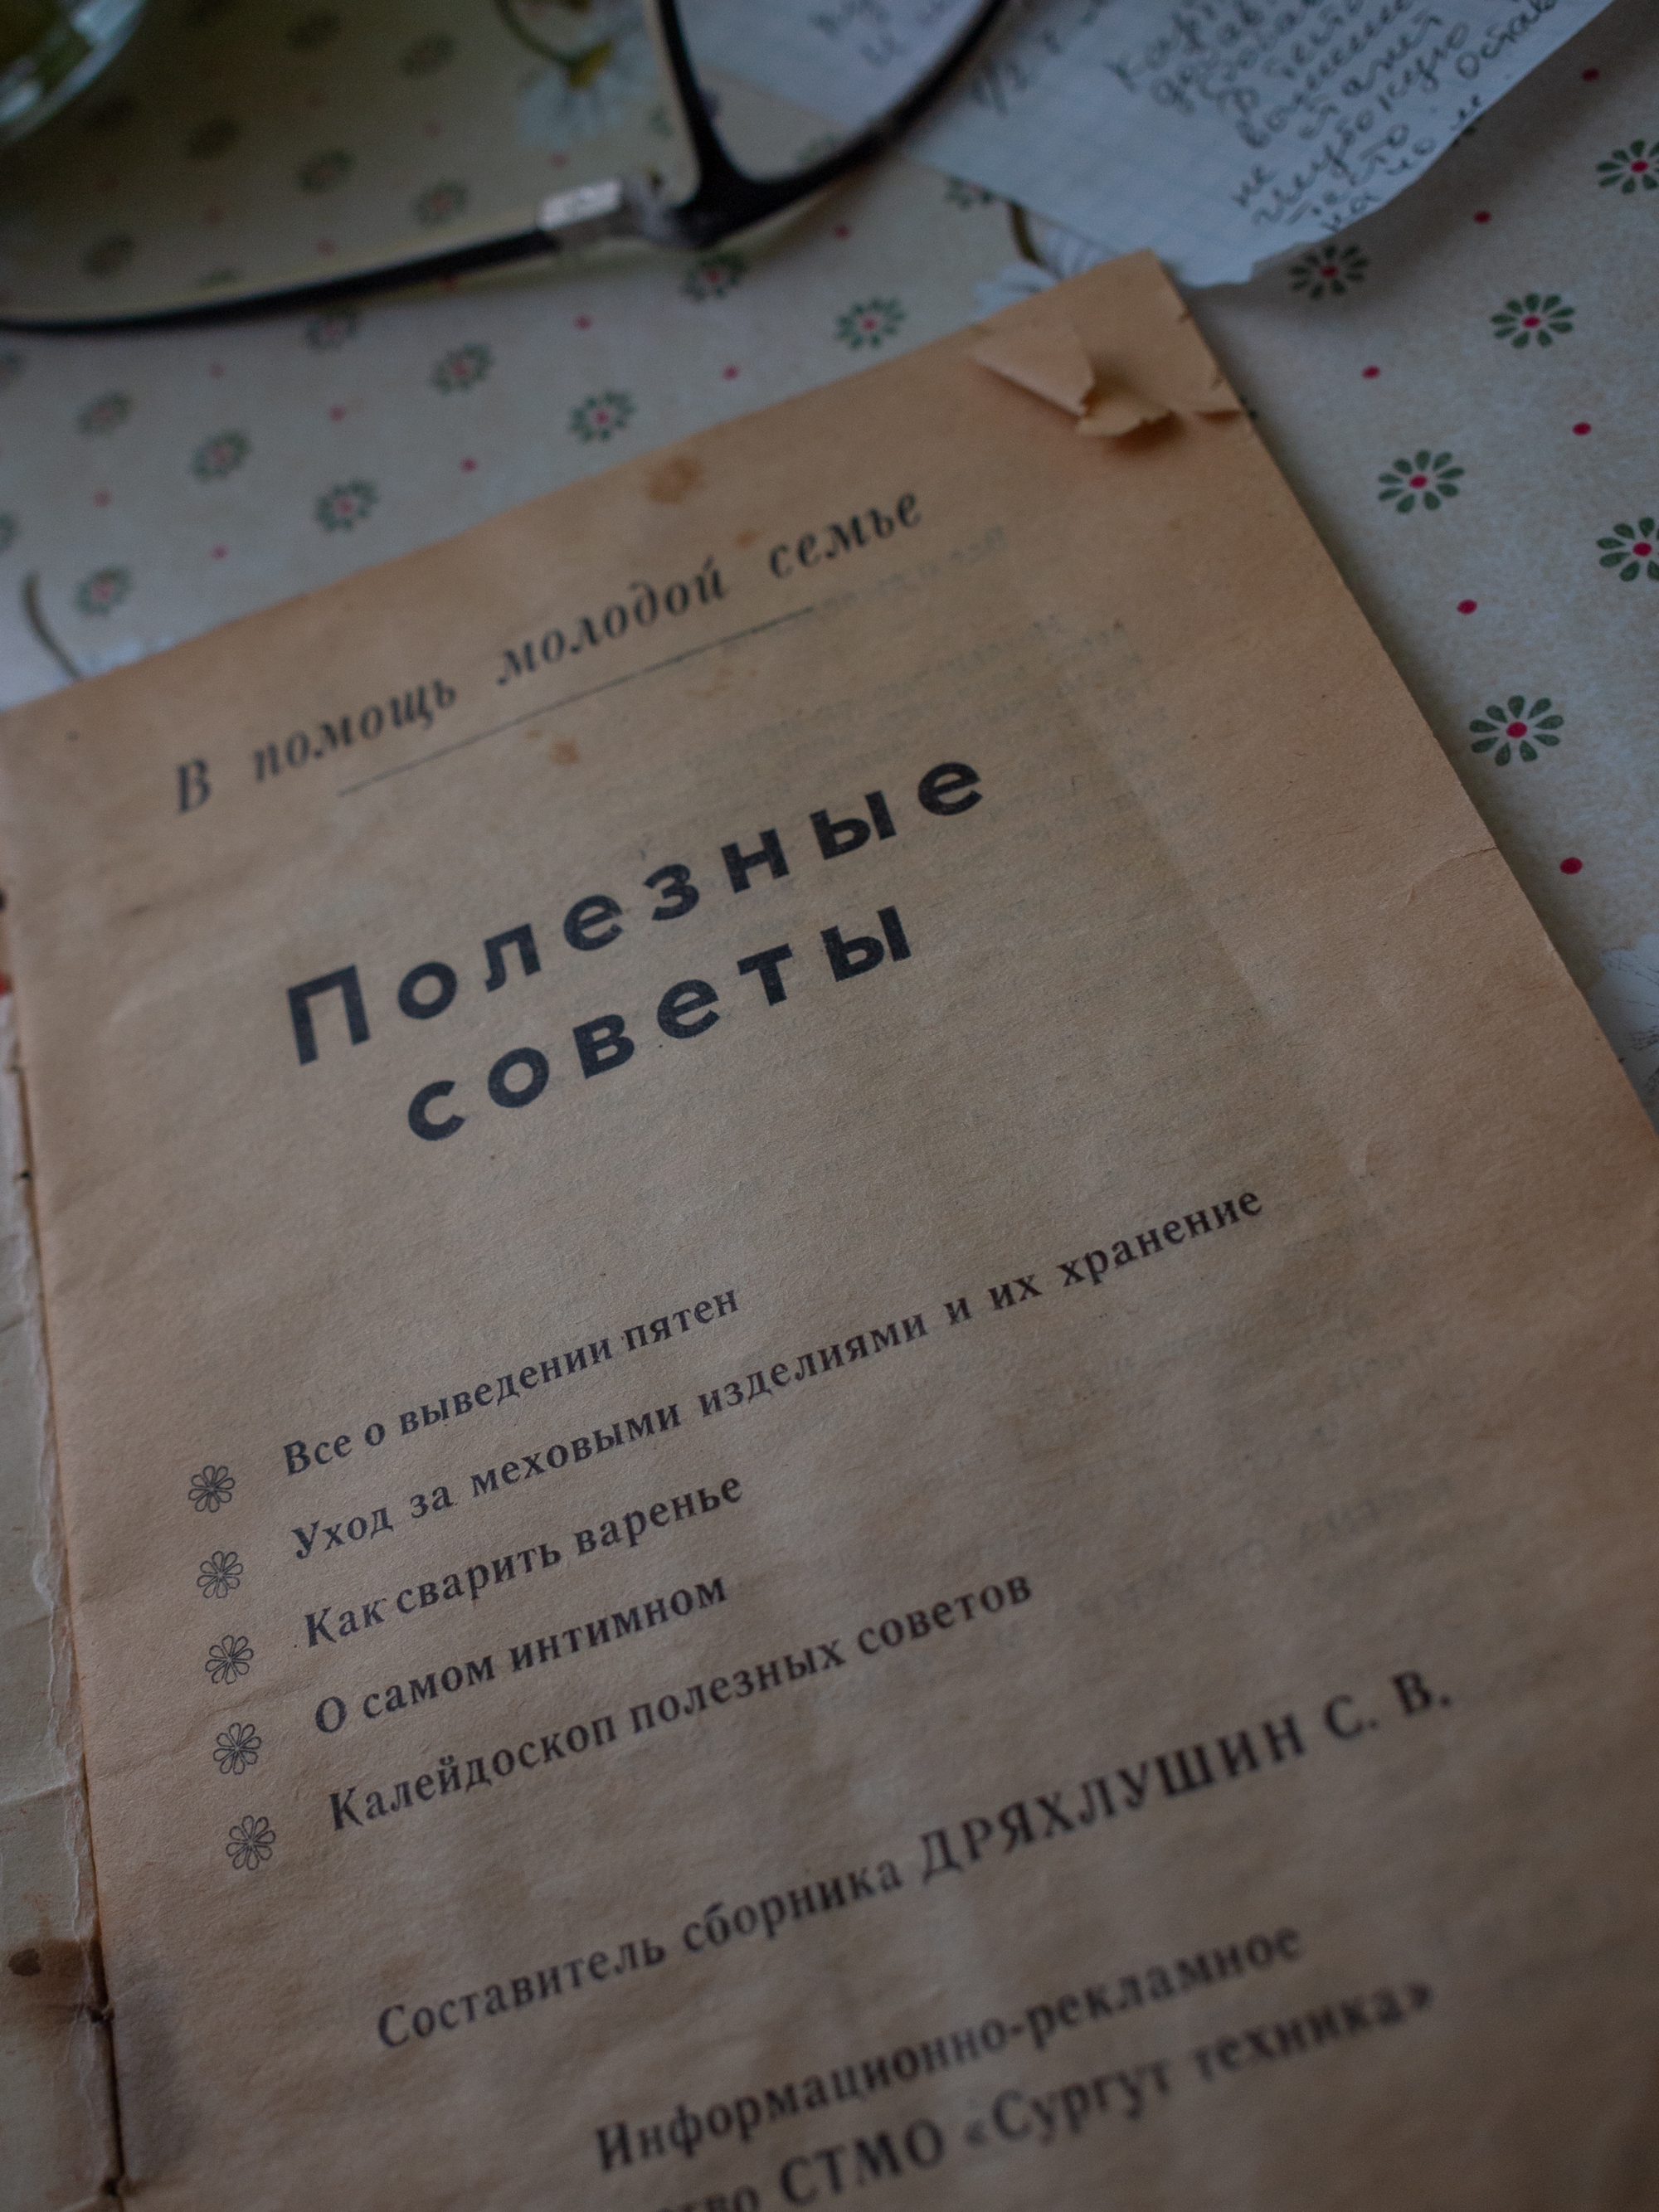 В помощь молодой семье
Полезные
советы
Все о выведении пятен
Уход за меховыми изделиями и их хранение
Как сварить варенье
О самом интимном
Калейдоскоп полезных советов
Составитель сборника ДРЯХЛУШИН С. В.
Информационно-рекламное
СТМО «Сургут техника»